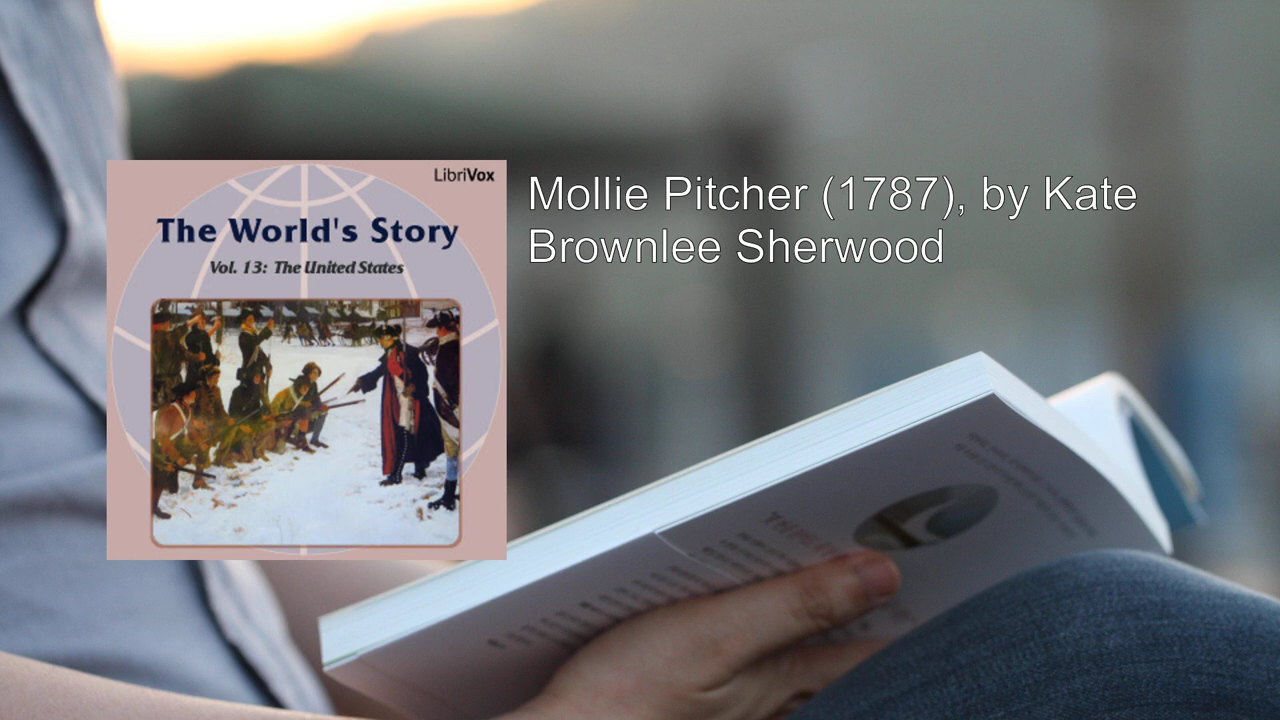 LibriVox
The World's Story
Vol. 13: The United States
Mollie Pitcher (1787), by Kate
Brownlee Sherwood